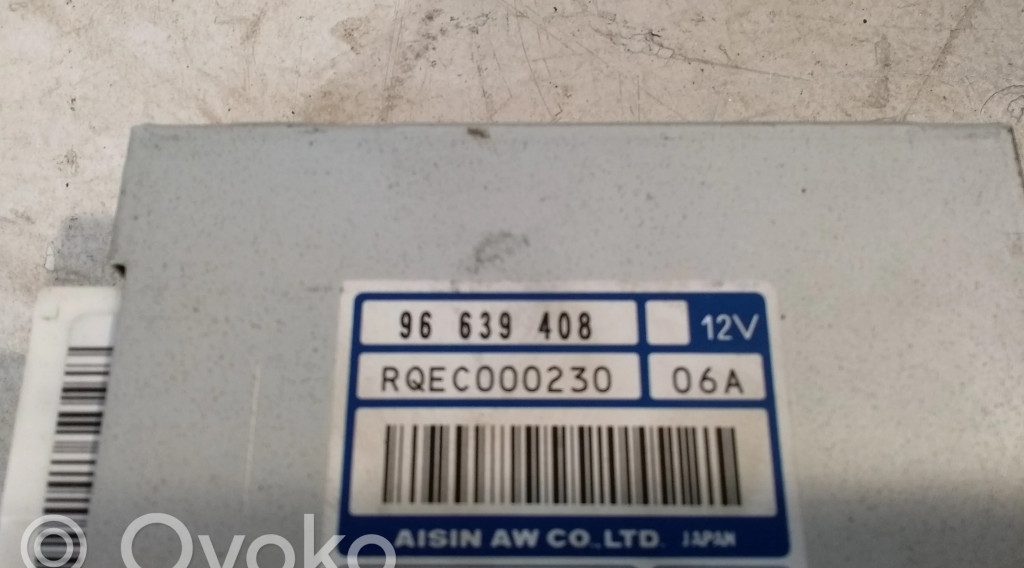 96 639 408
12V
RQEC000230
06A
AISIN AW CO.,LTD. JAPAN
© Ovoko